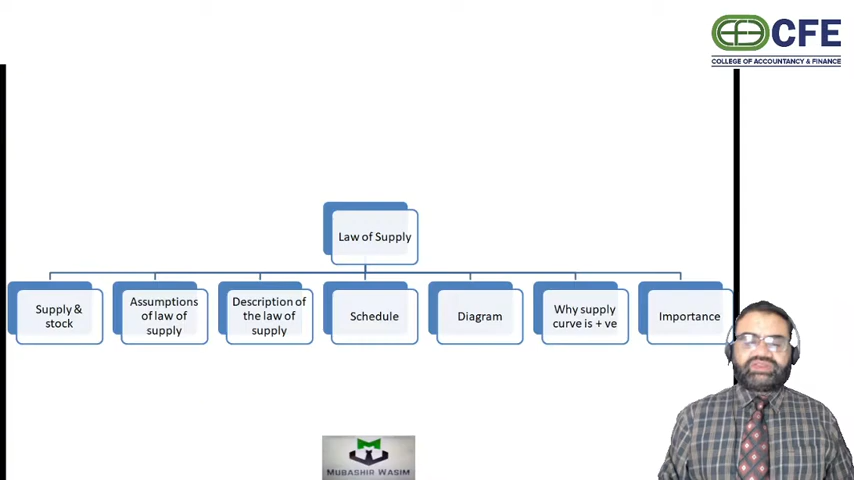 CFE
COLLEGE OF ACCOUNTANCY & FINANCE
Law of Supply
Supply &
stock
Assumptions
of law of
supply
Description of
the law of
supply
Schedule
Diagram
Why supply
curve is + ve
Importance
MUBASHIR WASIM